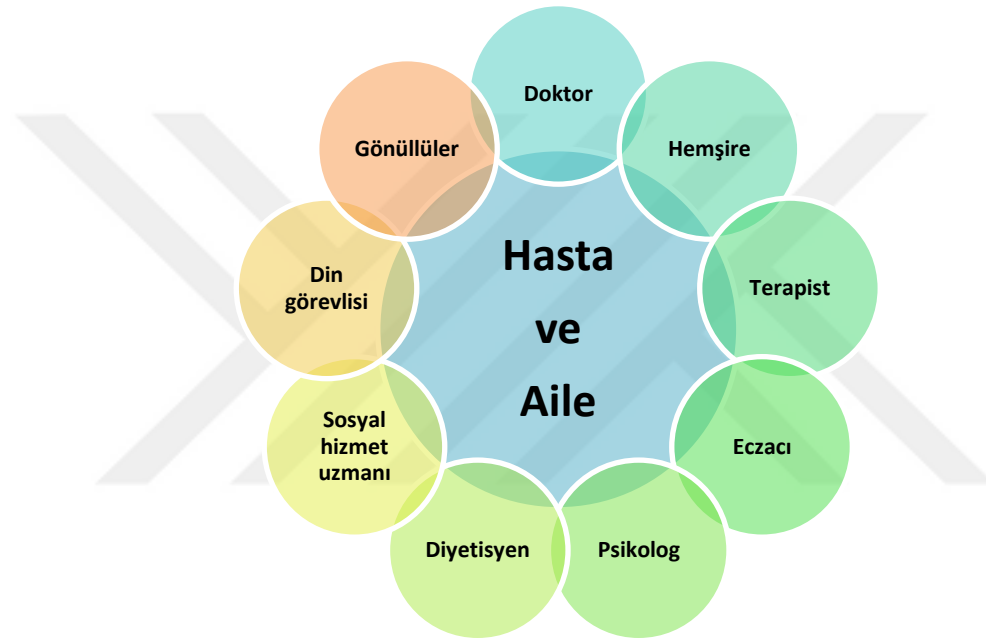 Doktor
Hemşire
Terapist
Eczacı
Psikolog
Diyetisyen
Sosyal
hizmet
uzmanı
Din
görevlisi
Gönüllüler
Hasta
ve
Aile